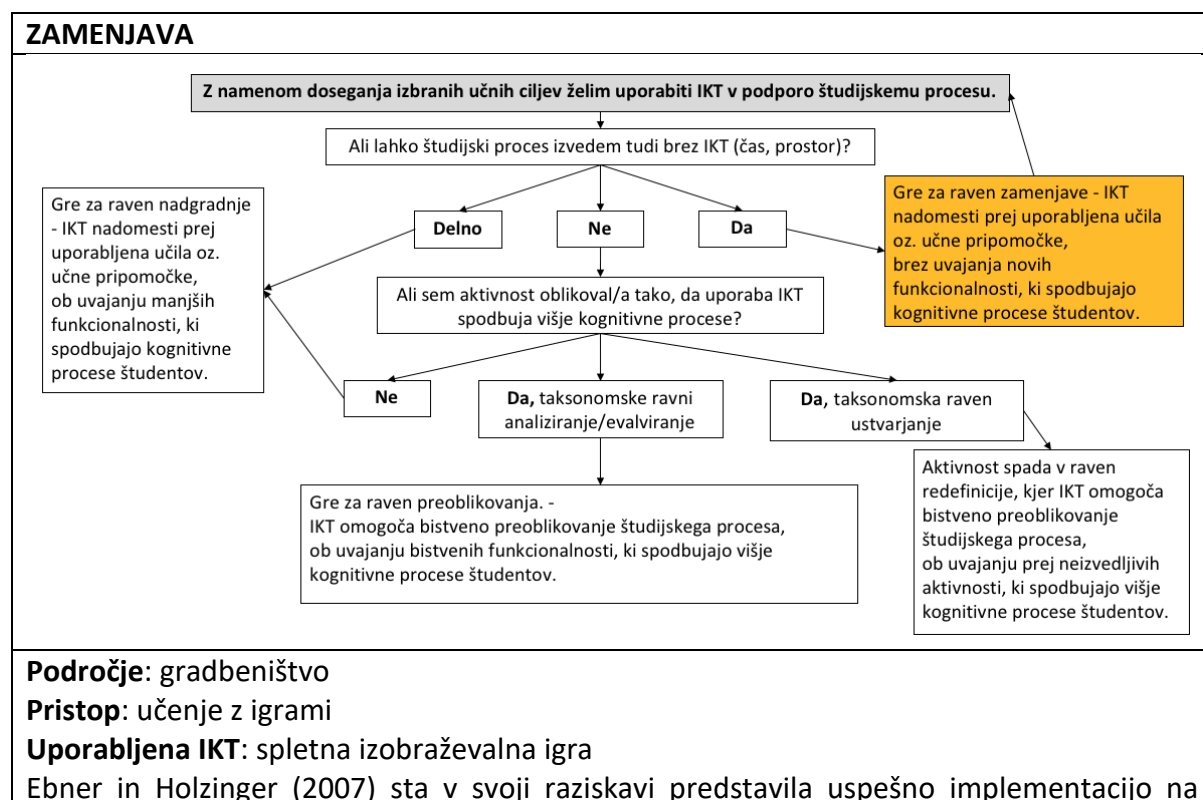 ZAMENJAVA
Z namenom doseganja izbranih učnih ciljev želim uporabiti IKT v podporo študijskemu procesu.
Ali lahko študijski proces izvedem tudi brez IKT (čas, prostor)?
Gre za raven nadgradnje
- IKT nadomesti prej
uporabljena učila oz.
učne pripomočke,
ob uvajanju manjših
funkcionalnosti, ki
spodbujajo kognitivne
procese študentov.
Delno
Ne
Da
Gre za raven zamenjave - IKT
nadomesti prej uporabljena učila
oz. učne pripomočke,
brez uvajanja novih
funkcionalnosti, ki spodbujajo
kognitivne procese študentov.
Ali sem aktivnost oblikoval/a tako, da uporaba IKT
spodbuja višje kognitivne procese?
Ne
Da, taksonomske ravni
analiziranje/evalviranje
Da, taksonomska raven
ustvarjanje
Gre za raven preoblikovanja. -
IKT omogoča bistveno preoblikovanje študijskega procesa,
ob uvajanju bistvenih funkcionalnosti, ki spodbujajo višje
kognitivne procese študentov.
Aktivnost spada v raven
redefinicije, kjer IKT omogoča
bistveno preoblikovanje
študijskega procesa,
ob uvajanju prej neizvedljivih
aktivnosti, ki spodbujajo višje
kognitivne procese študentov.
Področje: gradbeništvo
Pristop: učenje z igrami
Uporabljena IKT: spletna izobraževalna igra
Ebner in Holzinger (2007) sta v svoji raziskavi predstavila uspešno implementacijo na